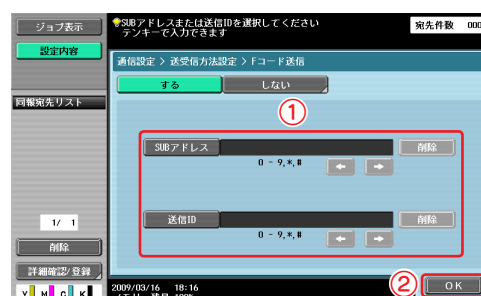 ジョブ表示
SUBアドレスまたは送信IDを選択してください
テンキーで入力できます
宛先件数 000
設定内容
通信設定 > 送受信方法設定 > Fコード送信
する
しない
同報宛先リスト
①
SUBアドレス
削除
0 - 9,*,#
送信ID
削除
0 - 9,*,#
1/ 1
削除
詳細確認/登録
2009/03/16 18:16
②
OK
Y M C K